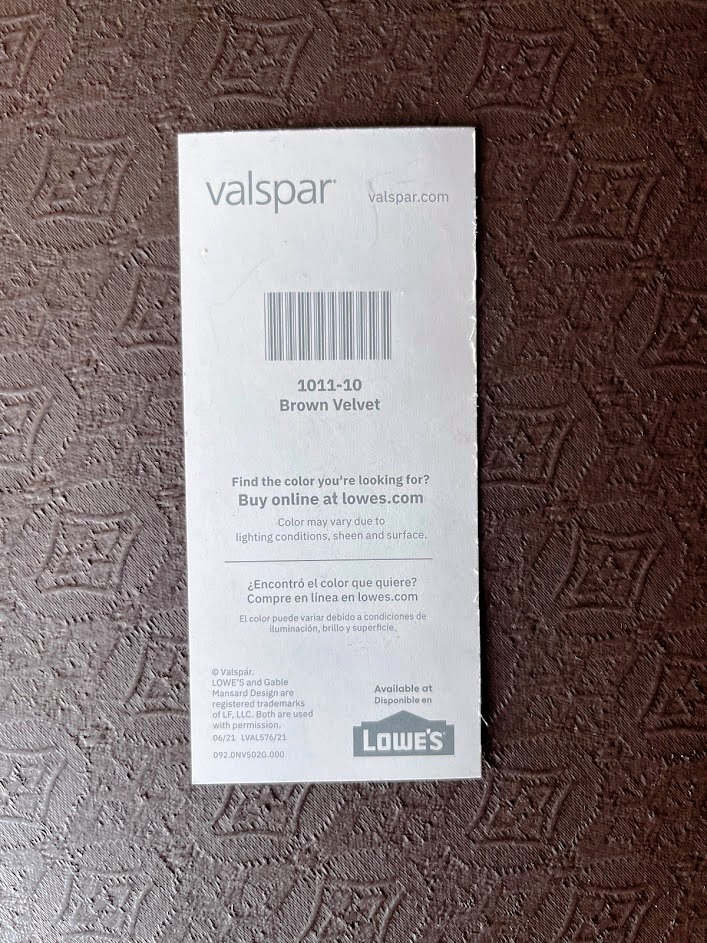 valspar
valspar.com
1011-10
Brown Velvet
Find the color you're looking for?
Buy online at lowes.com
Color may vary due to
lighting conditions, sheen and surface.
¿Encontró el color que quiere?
Compre en línea en lowes.com
El color puede variar debido a condiciones de
iluminación, brillo y superficie.
© Valspar.
LOWE'S and Gable
Mansard Design are
registered trademarks
of LF, LLC. Both are used
with permission.
06/21 LVAL576/21
092.0NVS02G.000
Available at
Disponible en
LOWE'S